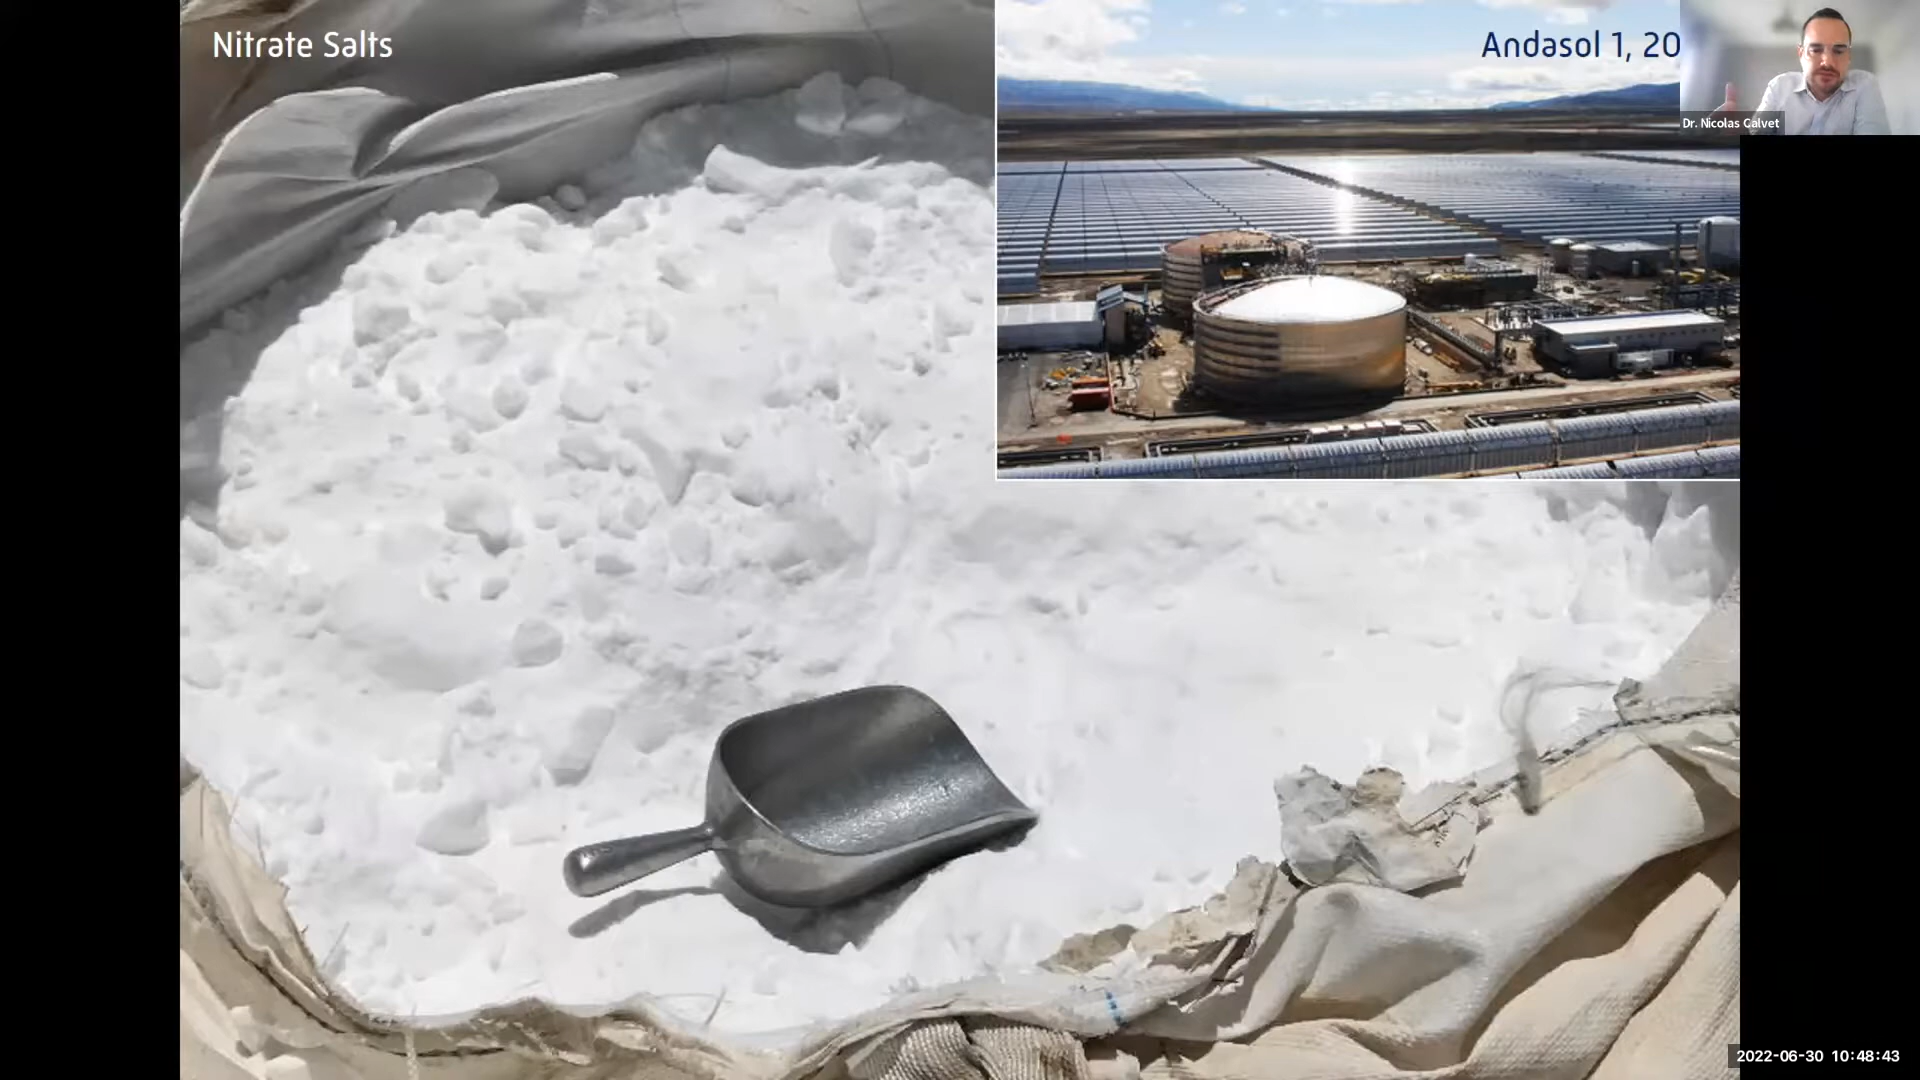 Nitrate Salts
Andasol 1, 20
Dr. Nicolas Calvet
2022-06-30 10:48:43